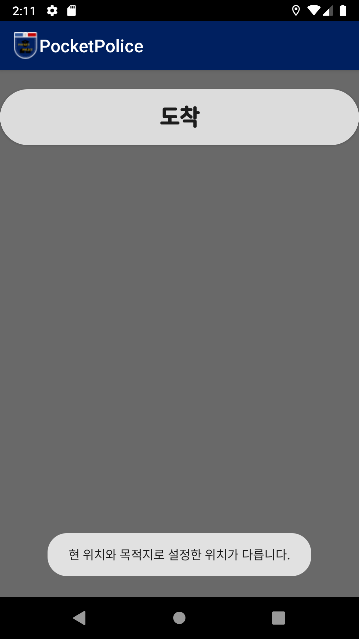 2:11
PocketPolice
도착
현 위치와 목적지로 설정한 위치가 다릅니다.